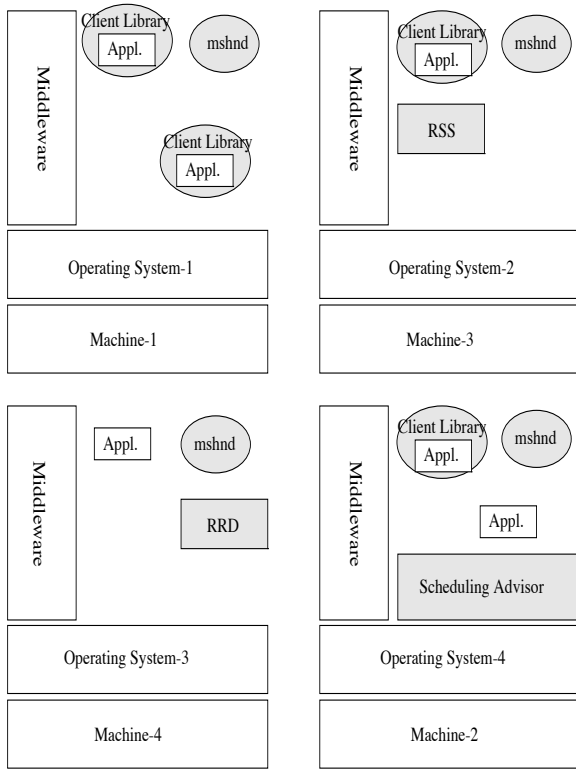 Client Library
Appl.
mshnd
Middleware
Client Library
Appl.
Operating System-1
Machine-1
Client Library
Appl.
mshnd
Middleware
RSS
Operating System-2
Machine-3
Appl.
mshnd
Middleware
RRD
Operating System-3
Machine-4
Client Library
Appl.
mshnd
Middleware
Appl.
Scheduling Advisor
Operating System-4
Machine-2